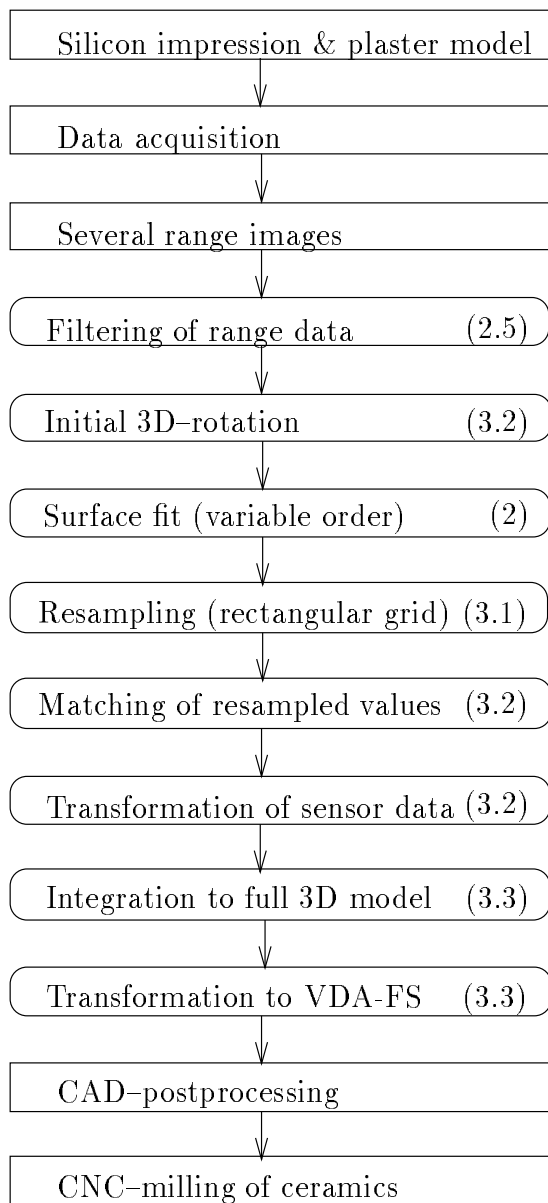 Silicon impression & plaster model
Data acquisition
Several range images
Filtering of range data (2.5)
Initial 3D–rotation (3.2)
Surface fit (variable order) (2)
Resampling (rectangular grid) (3.1)
Matching of resampled values (3.2)
Transformation of sensor data (3.2)
Integration to full 3D model (3.3)
Transformation to VDA-FS (3.3)
CAD–postprocessing
CNC–milling of ceramics